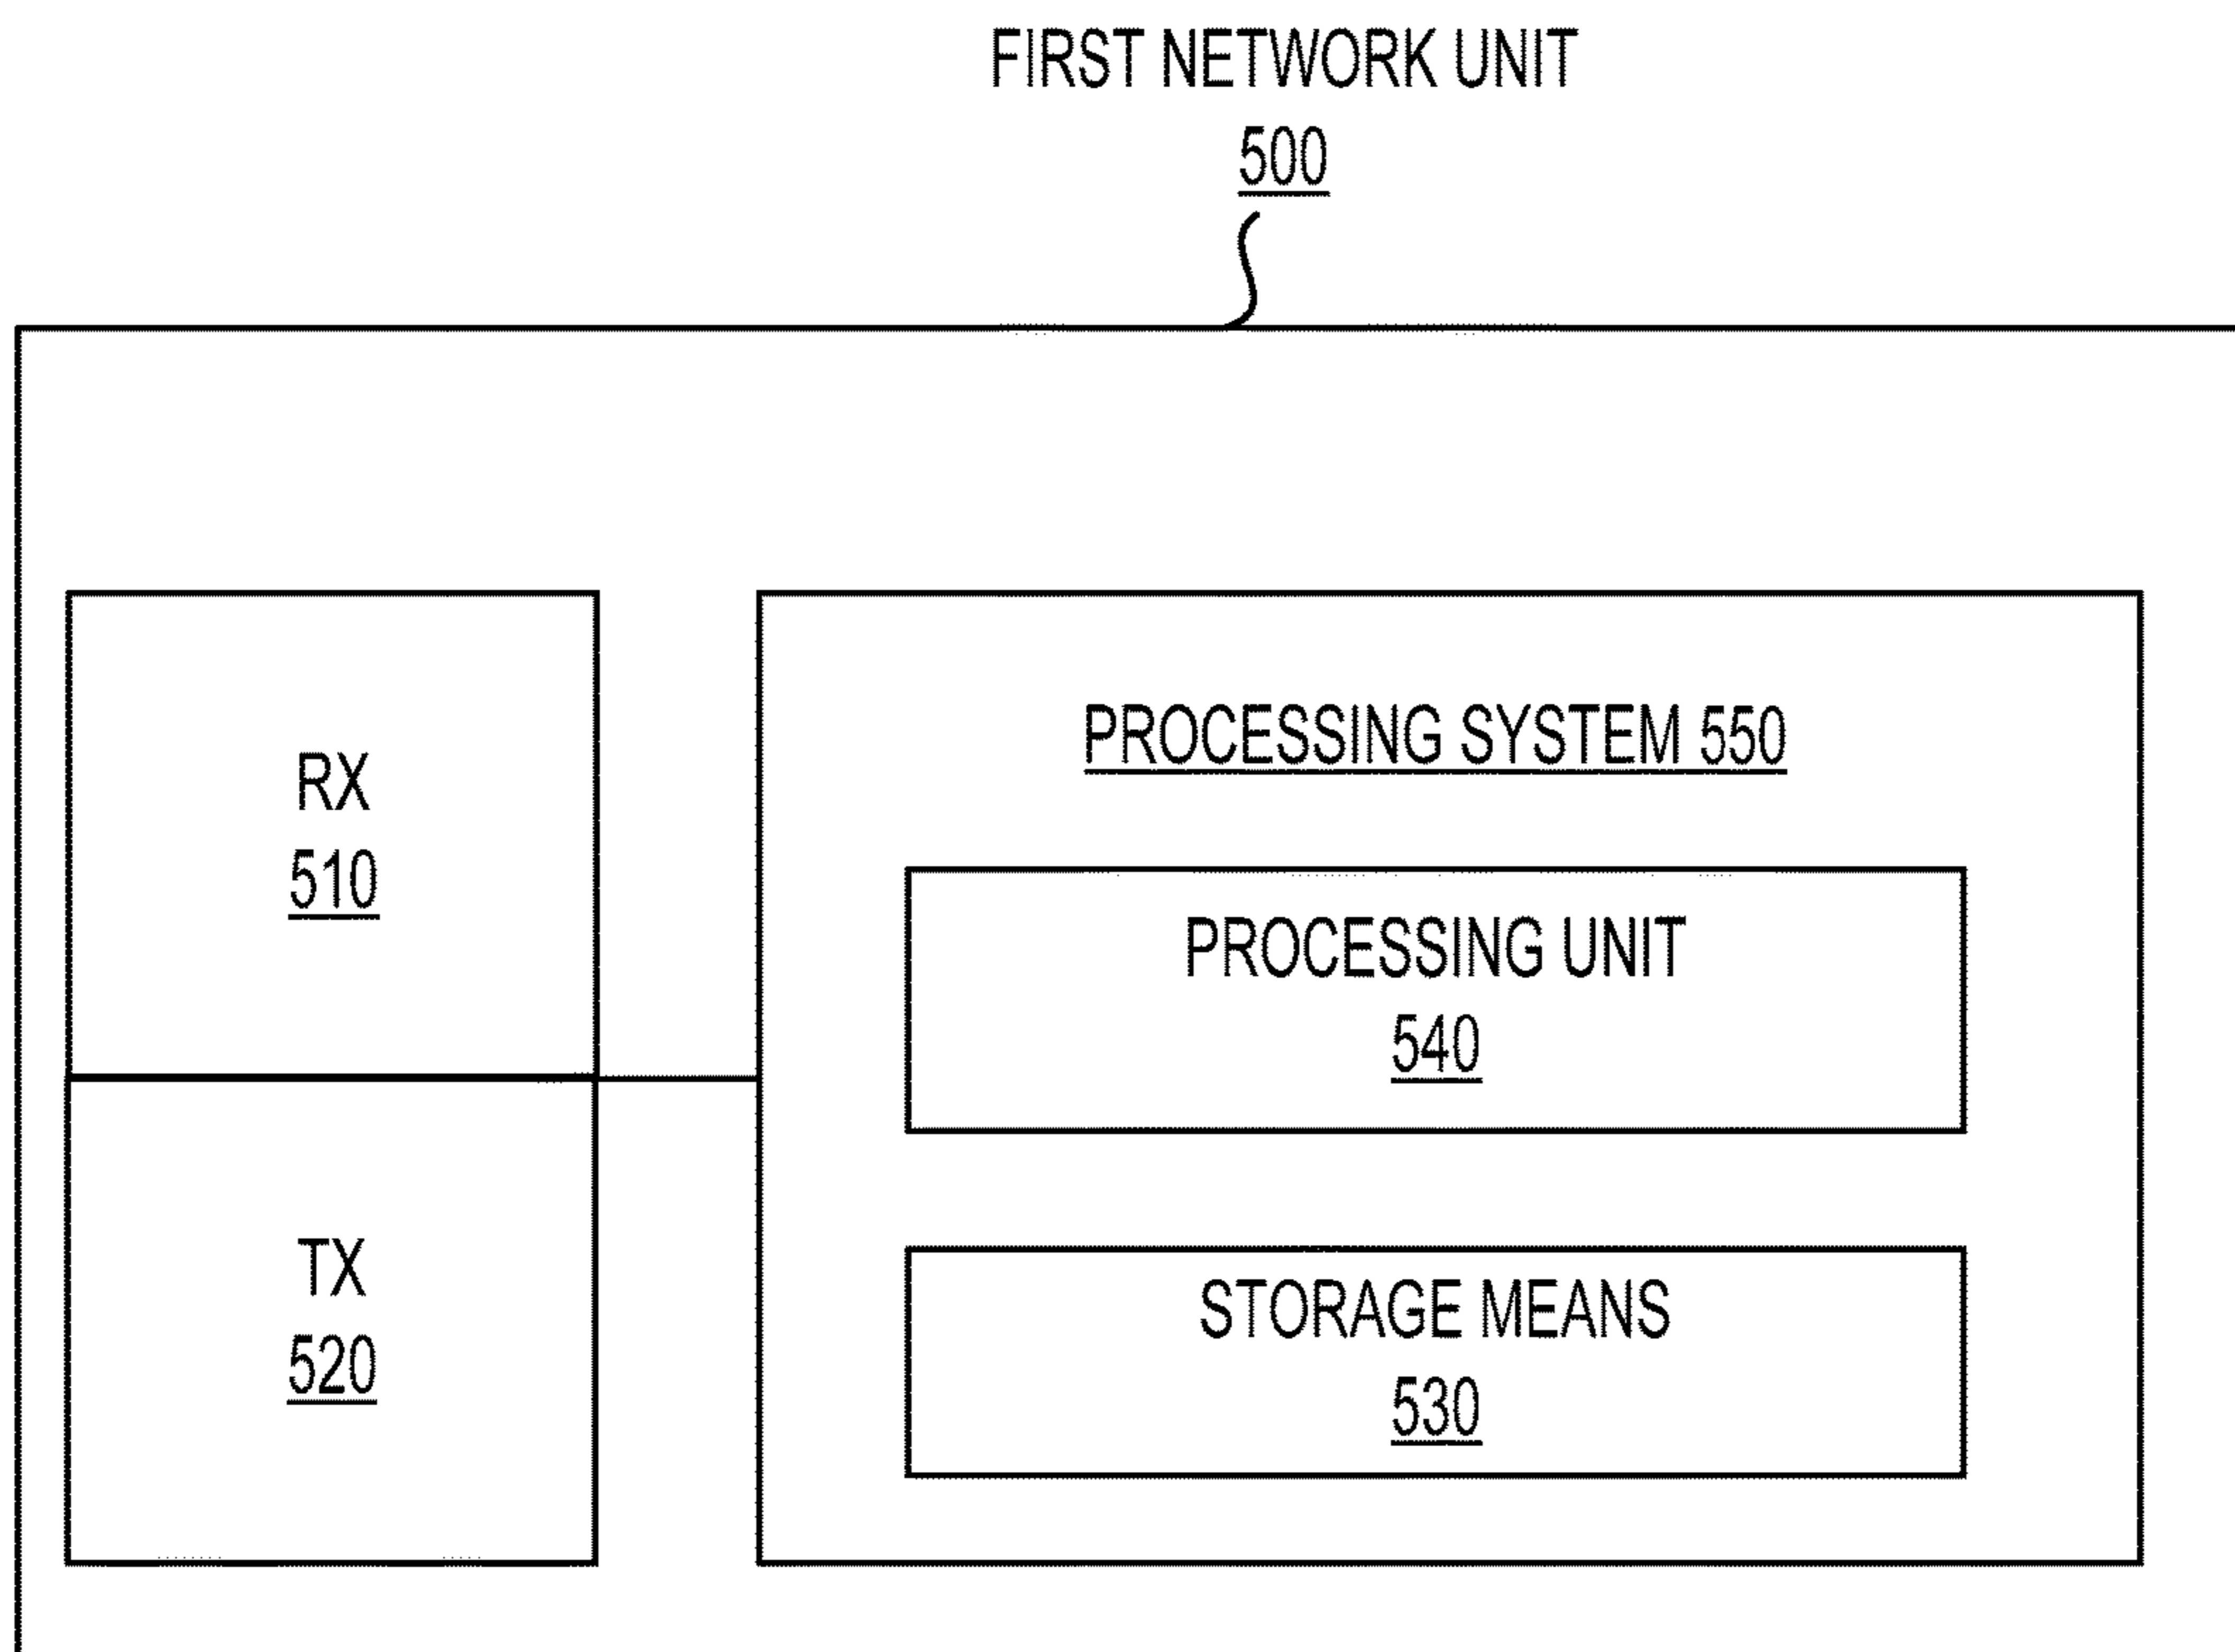 FIRST NETWORK UNIT
500
RX
510
TX
520
PROCESSING SYSTEM 550
PROCESSING UNIT
540
STORAGE MEANS
530